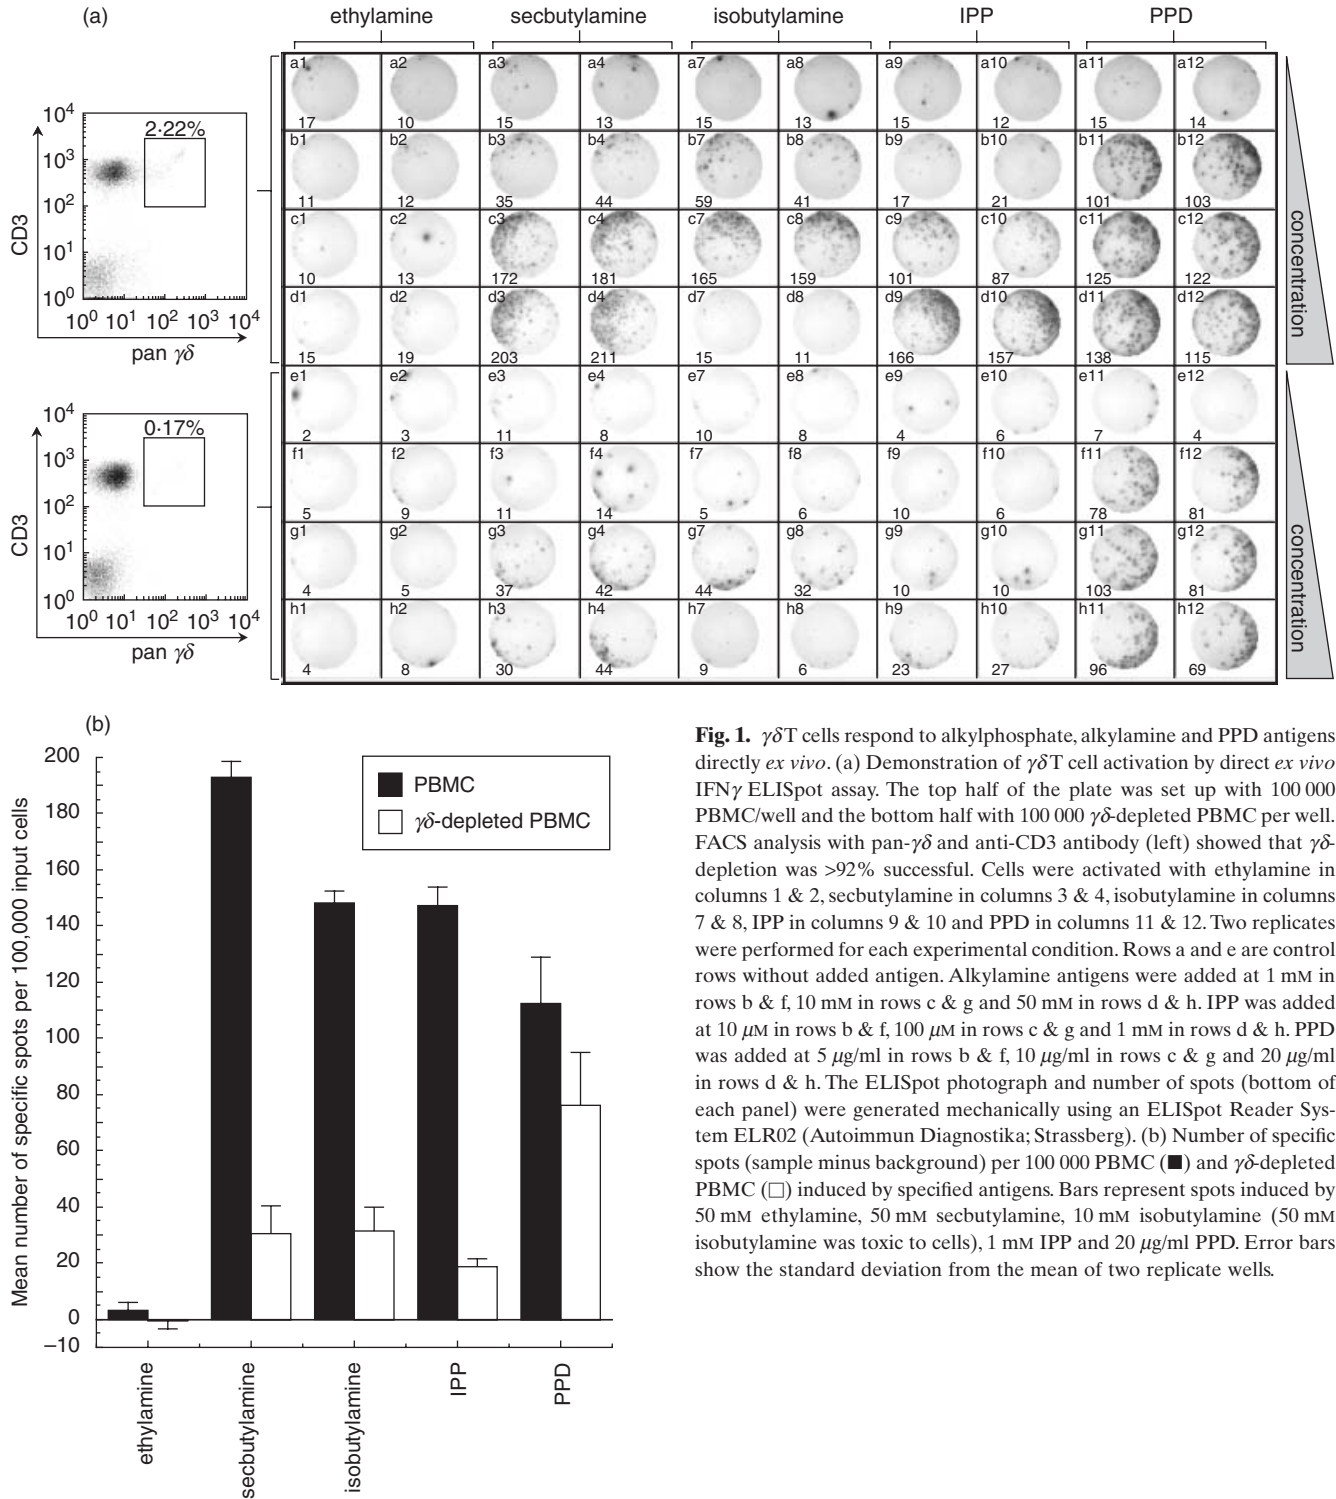 (a)
ethylamine secbutylamine isobutylamine IPP PPD
a1 a2 a3 a4 a7 a8 a9 a10 a11 a12
17 10 15 13 15 13 15 12 15 14
b1 b2 b3 b4 b7 b8 b9 b10 b11 b12
11 12 35 44 59 41 17 21 101 103
c1 c2 c3 c4 c7 c8 c9 c10 c11 c12
10 13 172 181 165 159 101 87 125 122
d1 d2 d3 d4 d7 d8 d9 d10 d11 d12
15 19 203 211 15 11 166 157 138 115
e1 e2 e3 e4 e7 e8 e9 e10 e11 e12
2 3 11 8 10 8 4 6 7 4
f1 f2 f3 f4 f7 f8 f9 f10 f11 f12
5 9 11 14 5 6 10 6 78 81
g1 g2 g3 g4 g7 g8 g9 g10 g11 g12
4 5 37 42 44 32 10 10 103 81
h1 h2 h3 h4 h7 h8 h9 h10 h11 h12
4 8 30 44 9 6 23 27 96 69
concentration
concentration
2·22%
10⁴
10³
10²
10¹
10⁰
CD3
10⁰ 10¹ 10² 10³ 10⁴
pan γδ
0·17%
10⁴
10³
10²
10¹
10⁰
CD3
10⁰ 10¹ 10² 10³ 10⁴
pan γδ
(b)
200
180
160
140
120
100
80
60
40
20
0
–10
Mean number of specific spots per 100,000 input cells
PBMC
γδ-depleted PBMC
ethylamine
secbutylamine
isobutylamine
IPP
PPD
Fig. 1. γδ T cells respond to alkylphosphate, alkylamine and PPD antigens
directly ex vivo. (a) Demonstration of γδ T cell activation by direct ex vivo
IFNγ ELISpot assay. The top half of the plate was set up with 100 000
PBMC/well and the bottom half with 100 000 γδ-depleted PBMC per well.
FACS analysis with pan-γδ and anti-CD3 antibody (left) showed that γδ-
depletion was >92% successful. Cells were activated with ethylamine in
columns 1 & 2, secbutylamine in columns 3 & 4, isobutylamine in columns
7 & 8, IPP in columns 9 & 10 and PPD in columns 11 & 12. Two replicates
were performed for each experimental condition. Rows a and e are control
rows without added antigen. Alkylamine antigens were added at 1 mM in
rows b & f, 10 mM in rows c & g and 50 mM in rows d & h. IPP was added
at 10 μM in rows b & f, 100 μM in rows c & g and 1 mM in rows d & h. PPD
was added at 5 μg/ml in rows b & f, 10 μg/ml in rows c & g and 20 μg/ml
in rows d & h. The ELISpot photograph and number of spots (bottom of
each panel) were generated mechanically using an ELISpot Reader Sys-
tem ELR02 (Autoimmun Diagnostika; Strassberg). (b) Number of specific
spots (sample minus background) per 100 000 PBMC (■) and γδ-depleted
PBMC (□) induced by specified antigens. Bars represent spots induced by
50 mM ethylamine, 50 mM secbutylamine, 10 mM isobutylamine (50 mM
isobutylamine was toxic to cells), 1 mM IPP and 20 μg/ml PPD. Error bars
show the standard deviation from the mean of two replicate wells.